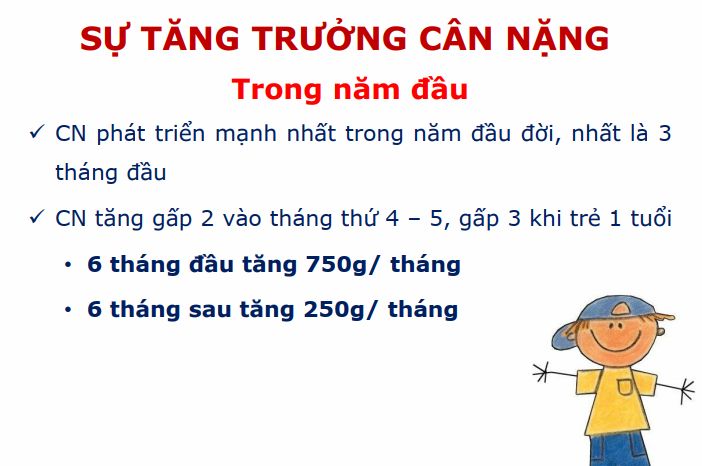 SỰ TĂNG TRƯỞNG CÂN NẶNG
Trong năm đầu
✓ CN phát triển mạnh nhất trong năm đầu đời, nhất là 3
tháng đầu
✓ CN tăng gấp 2 vào tháng thứ 4 – 5, gấp 3 khi trẻ 1 tuổi
• 6 tháng đầu tăng 750g/ tháng
• 6 tháng sau tăng 250g/ tháng